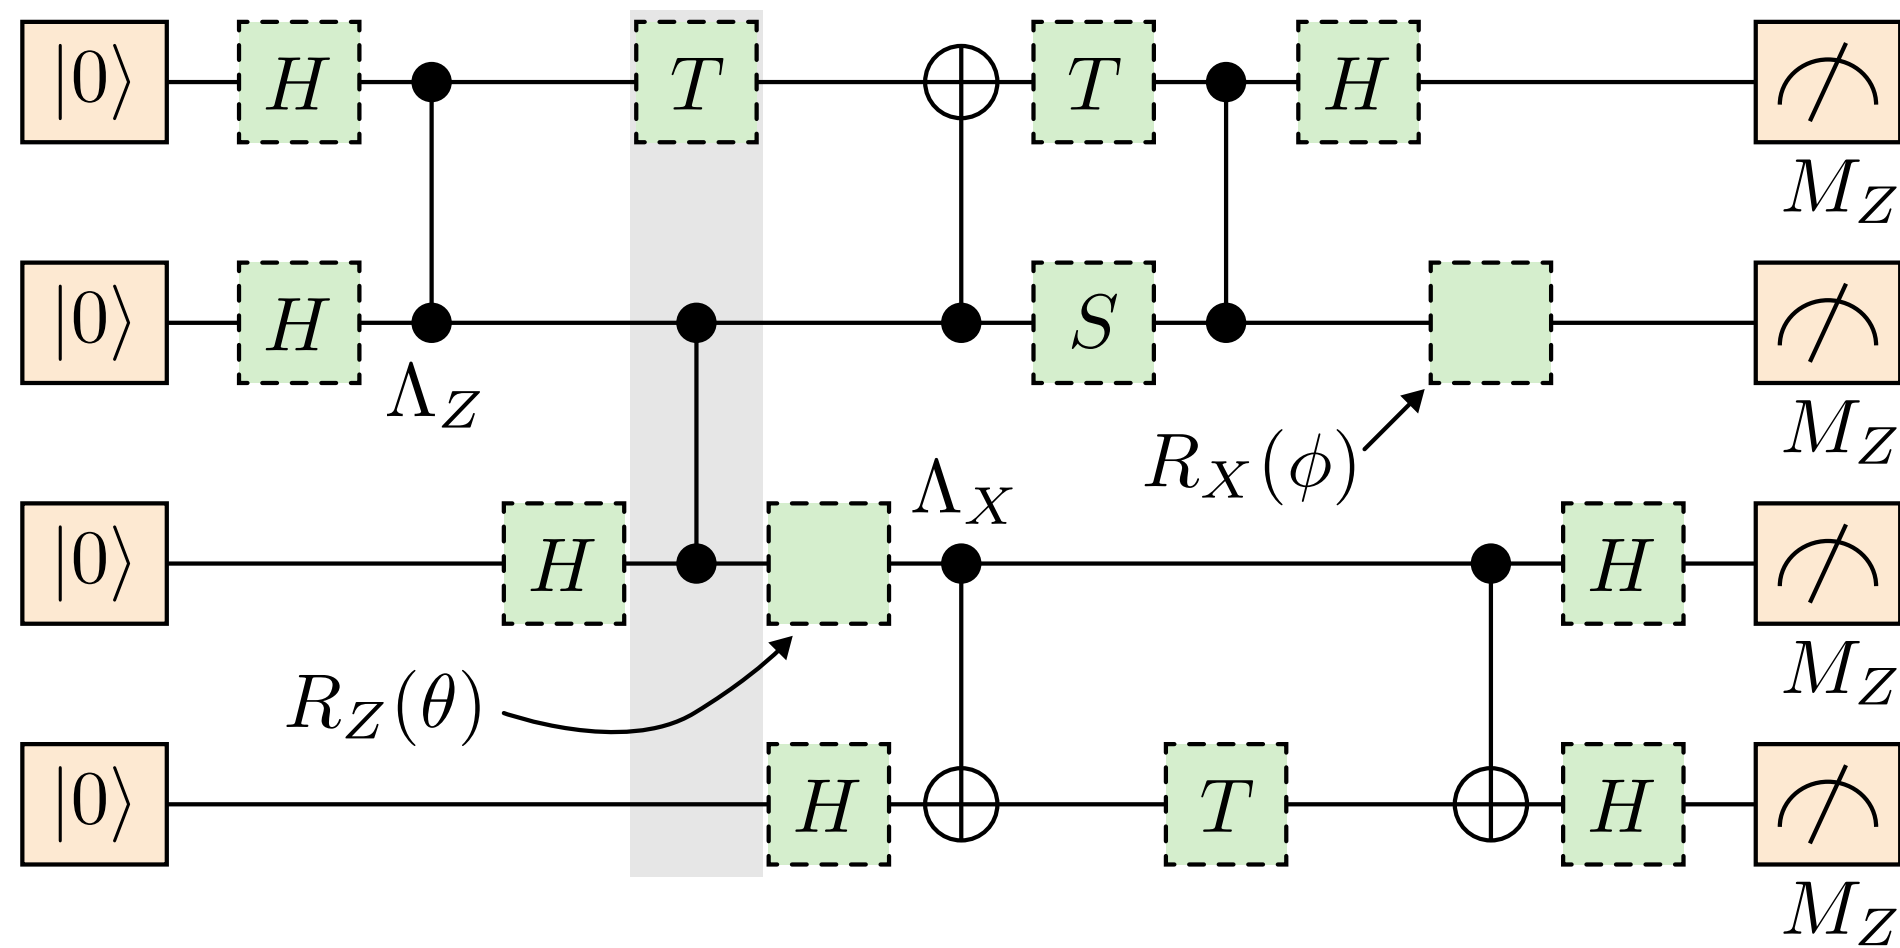 |0⟩ H T T H
M_Z
|0⟩ H S
M_Z
Λ_Z
R_X(ϕ)
Λ_X
|0⟩ H H
M_Z
R_Z(θ)
|0⟩ H T H
M_Z